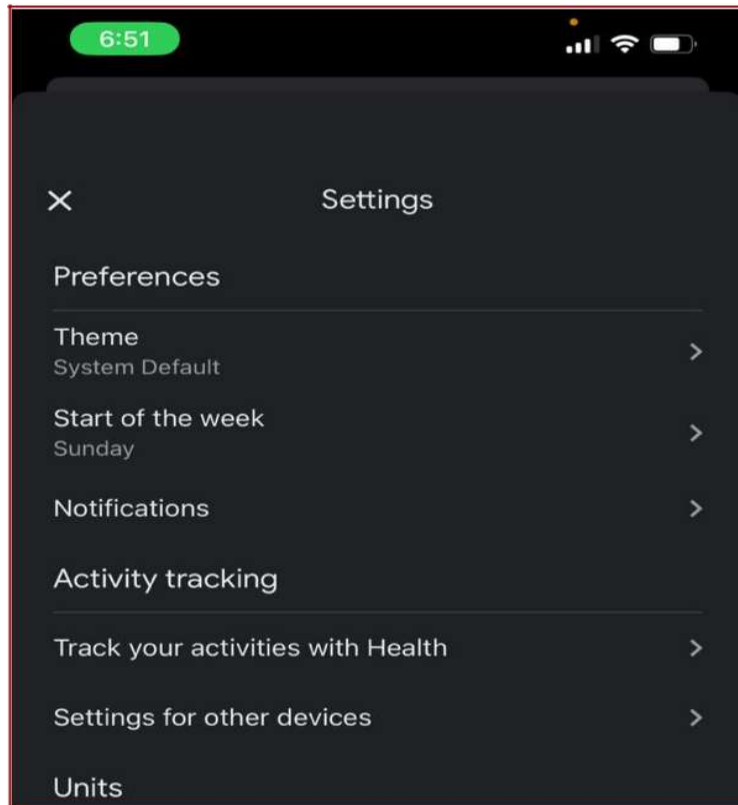 6:51
Settings
Preferences
Theme
System Default
Start of the week
Sunday
Notifications
Activity tracking
Track your activities with Health
Settings for other devices
Units